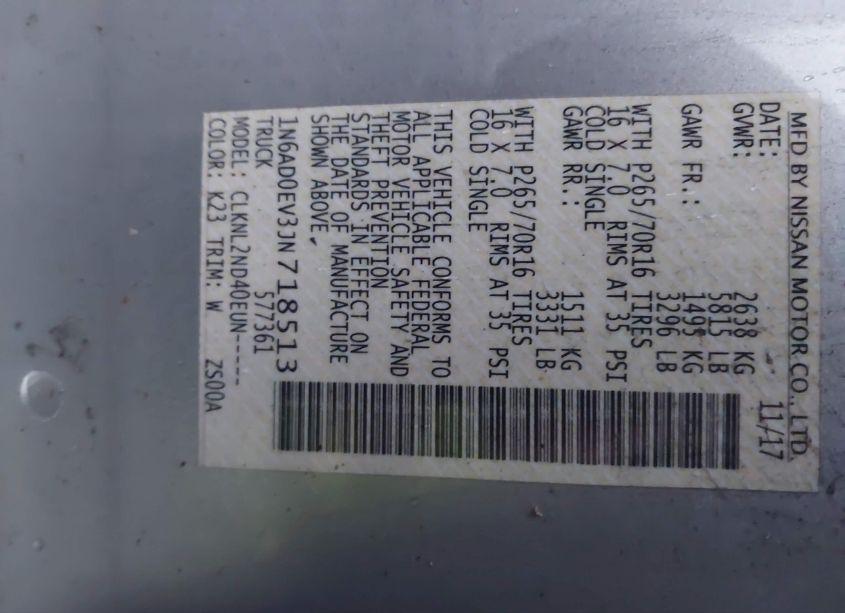 MFD BY NISSAN MOTOR CO., LTD.
DATE: 11/17
GVWR: 2638 KG
5815 LB
GAWR FR.: 1495 KG
3296 LB
WITH P265/70R16 TIRES
16 X 7.0 RIMS AT 35 PSI
COLD SINGLE
GAWR RR.: 1511 KG
3331 LB
WITH P265/70R16 TIRES
16 X 7.0 RIMS AT 35 PSI
COLD SINGLE
THIS VEHICLE CONFORMS TO
ALL APPLICABLE FEDERAL
MOTOR VEHICLE SAFETY AND
THEFT PREVENTION
STANDARDS IN EFFECT ON
THE DATE OF MANUFACTURE
SHOWN ABOVE.
1N6AD0EV3JN718513
TRUCK 577361
MODEL: CLKNL2ND40EUN-----
COLOR: K23 TRIM: W ZS00A